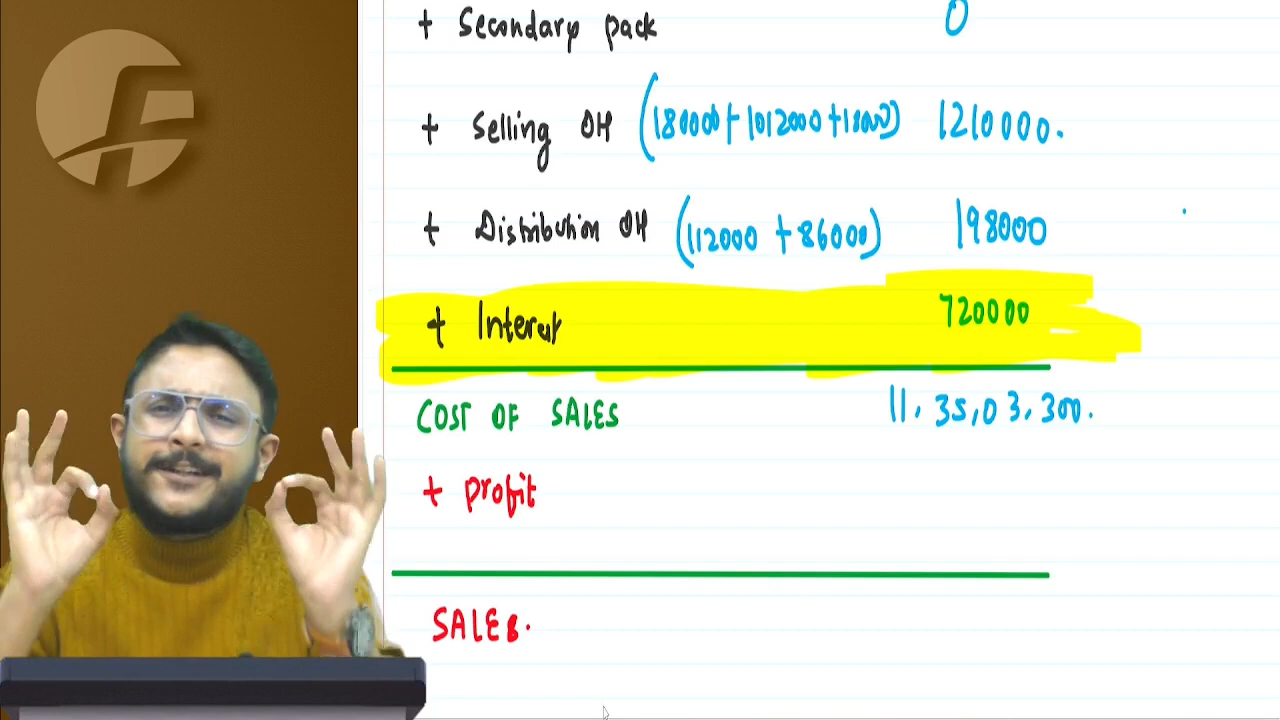 + Secondary pack 0
+ Selling OH (180000+1012000+18000) 1210000.
+ Distribution OH (112000 + 86000) 198000
+ Interest 720000
COST OF SALES 11,35,03,300.
+ Profit
SALES.